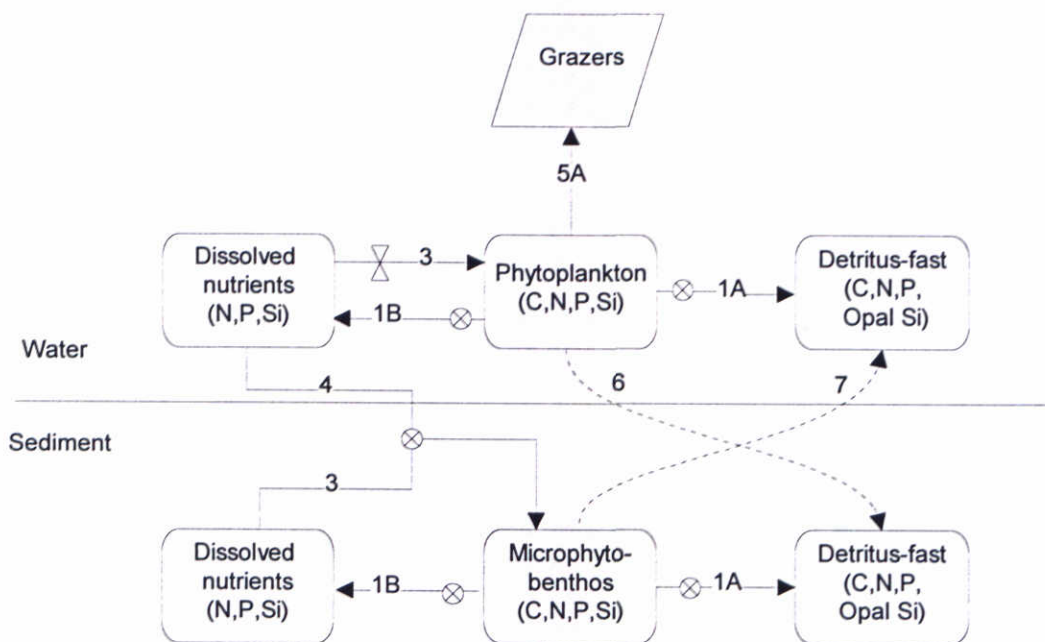 Grazers
5A
Dissolved
nutrients
(N,P,Si)
3
1B
Phytoplankton
(C,N,P,Si)
1A
Detritus-fast
(C,N,P,
Opal Si)
Water
4
6
7
Sediment
3
Dissolved
nutrients
(N,P,Si)
1B
Microphyto-
benthos
(C,N,P,Si)
1A
Detritus-fast
(C,N,P,
Opal Si)